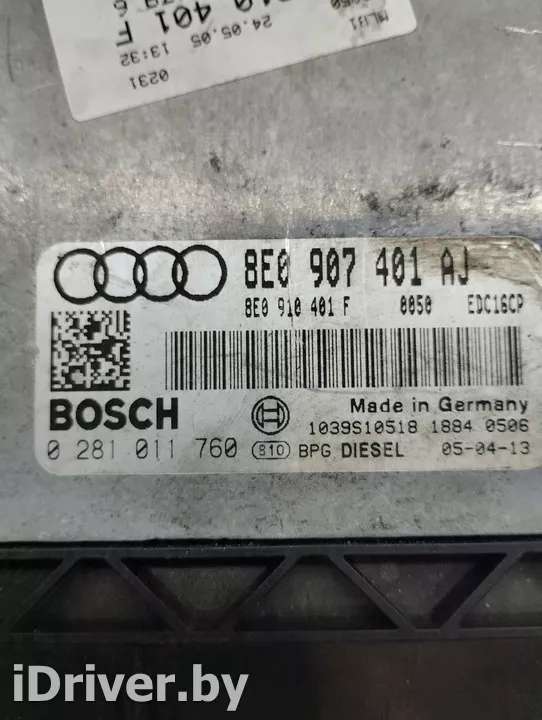 0231
24.05.05 13:32
401 F
8E0 907 401 AJ
8E0 910 401 F 0050 EDC16CP
BOSCH
Made in Germany
1039S10518 1884 0506
0 281 011 760 810 BPG DIESEL 05-04-13
iDriver.by